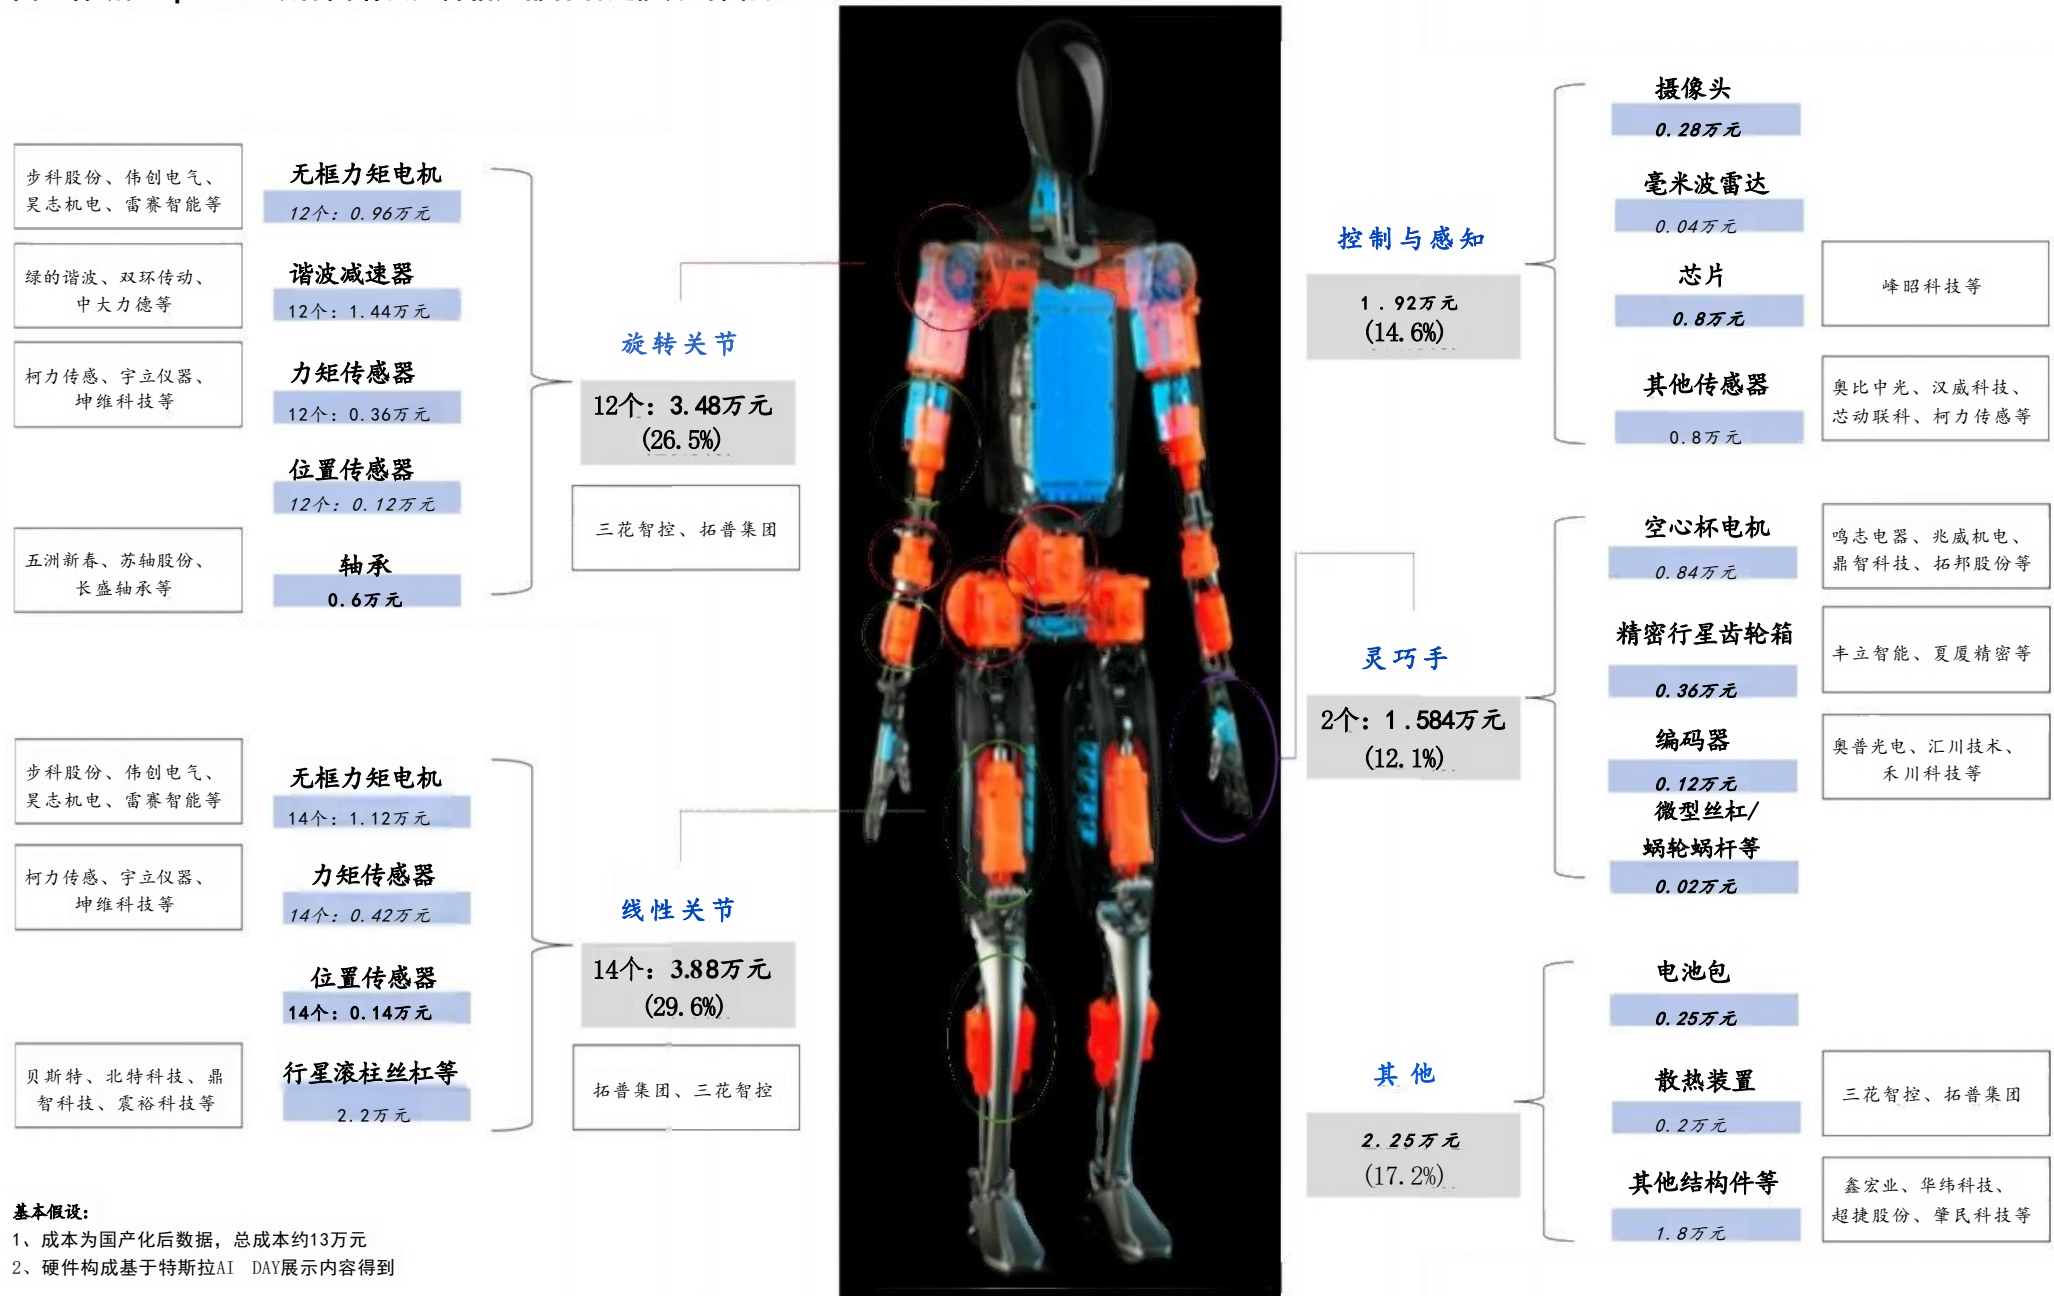 步科股份、伟创电气、
昊志机电、雷赛智能等
无框力矩电机
12个：0.96万元
绿的谐波、双环传动、
中大力德等
谐波减速器
12个：1.44万元
柯力传感、宇立仪器、
坤维科技等
力矩传感器
12个：0.36万元
位置传感器
12个：0.12万元
五洲新春、苏轴股份、
长盛轴承等
轴承
0.6万元
旋转关节
12个：3.48万元
(26.5%)
三花智控、拓普集团
步科股份、伟创电气、
昊志机电、雷赛智能等
无框力矩电机
14个：1.12万元
柯力传感、宇立仪器、
坤维科技等
力矩传感器
14个：0.42万元
位置传感器
14个：0.14万元
贝斯特、北特科技、鼎
智科技、震裕科技等
行星滚柱丝杠等
2.2万元
线性关节
14个：3.88万元
(29.6%)
拓普集团、三花智控
控制与感知
1.92万元
(14.6%)
摄像头
0.28万元
毫米波雷达
0.04万元
芯片
0.8万元
峰昭科技等
其他传感器
0.8万元
奥比中光、汉威科技、
芯动联科、柯力传感等
灵巧手
2个：1.584万元
(12.1%)
空心杯电机
0.84万元
鸣志电器、兆威机电、
鼎智科技、拓邦股份等
精密行星齿轮箱
0.36万元
丰立智能、夏厦精密等
编码器
0.12万元
奥普光电、汇川技术、
禾川科技等
微型丝杠/
蜗轮蜗杆等
0.02万元
其他
2.25万元
(17.2%)
电池包
0.25万元
散热装置
0.2万元
三花智控、拓普集团
其他结构件等
1.8万元
鑫宏业、华纬科技、
超捷股份、肇民科技等
基本假设：
1、成本为国产化后数据，总成本约13万元
2、硬件构成基于特斯拉AI DAY展示内容得到